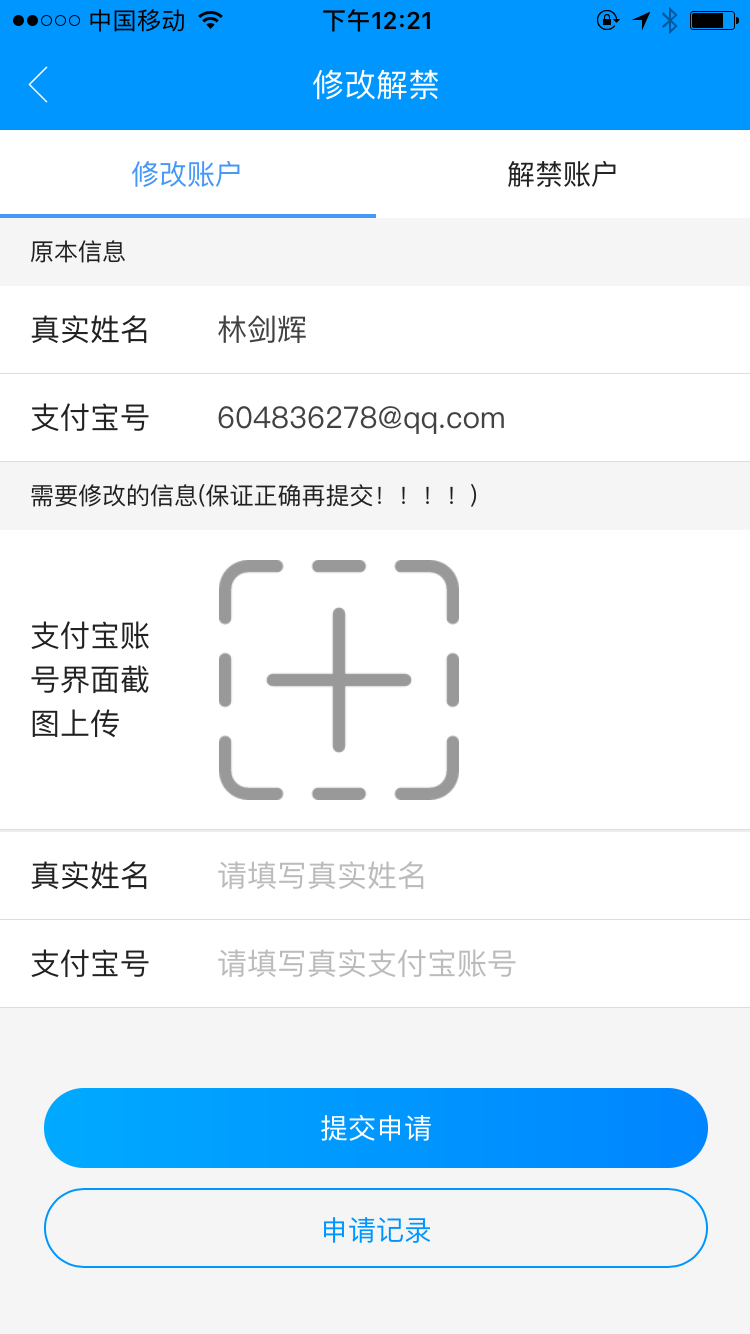 中国移动 下午12:21
修改解禁
修改账户 解禁账户
原本信息
真实姓名 林剑辉
支付宝号 604836278@qq.com
需要修改的信息(保证正确再提交！！！！)
支付宝账
号界面截
图上传
真实姓名 请填写真实姓名
支付宝号 请填写真实支付宝账号
提交申请
申请记录